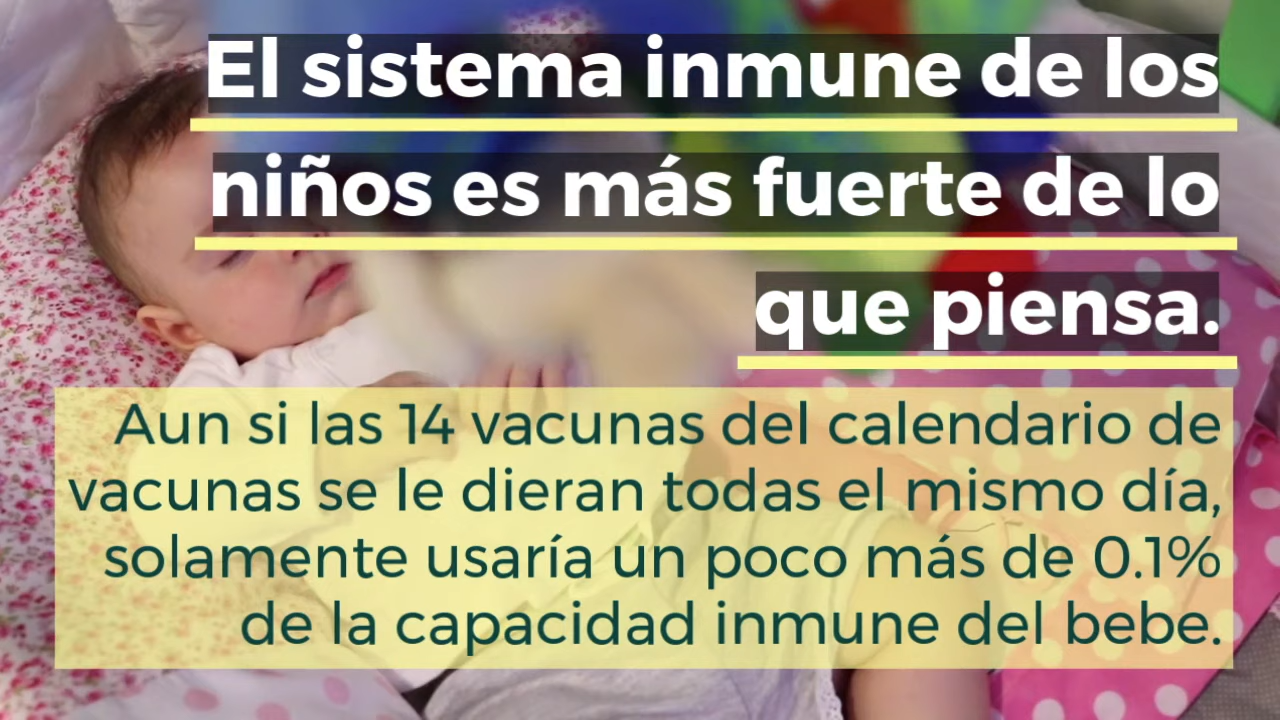 El sistema inmune de los
niños es más fuerte de lo
que piensa.
Aun si las 14 vacunas del calendario de
vacunas se le dieran todas el mismo día,
solamente usaría un poco más de 0.1%
de la capacidad inmune del bebe.